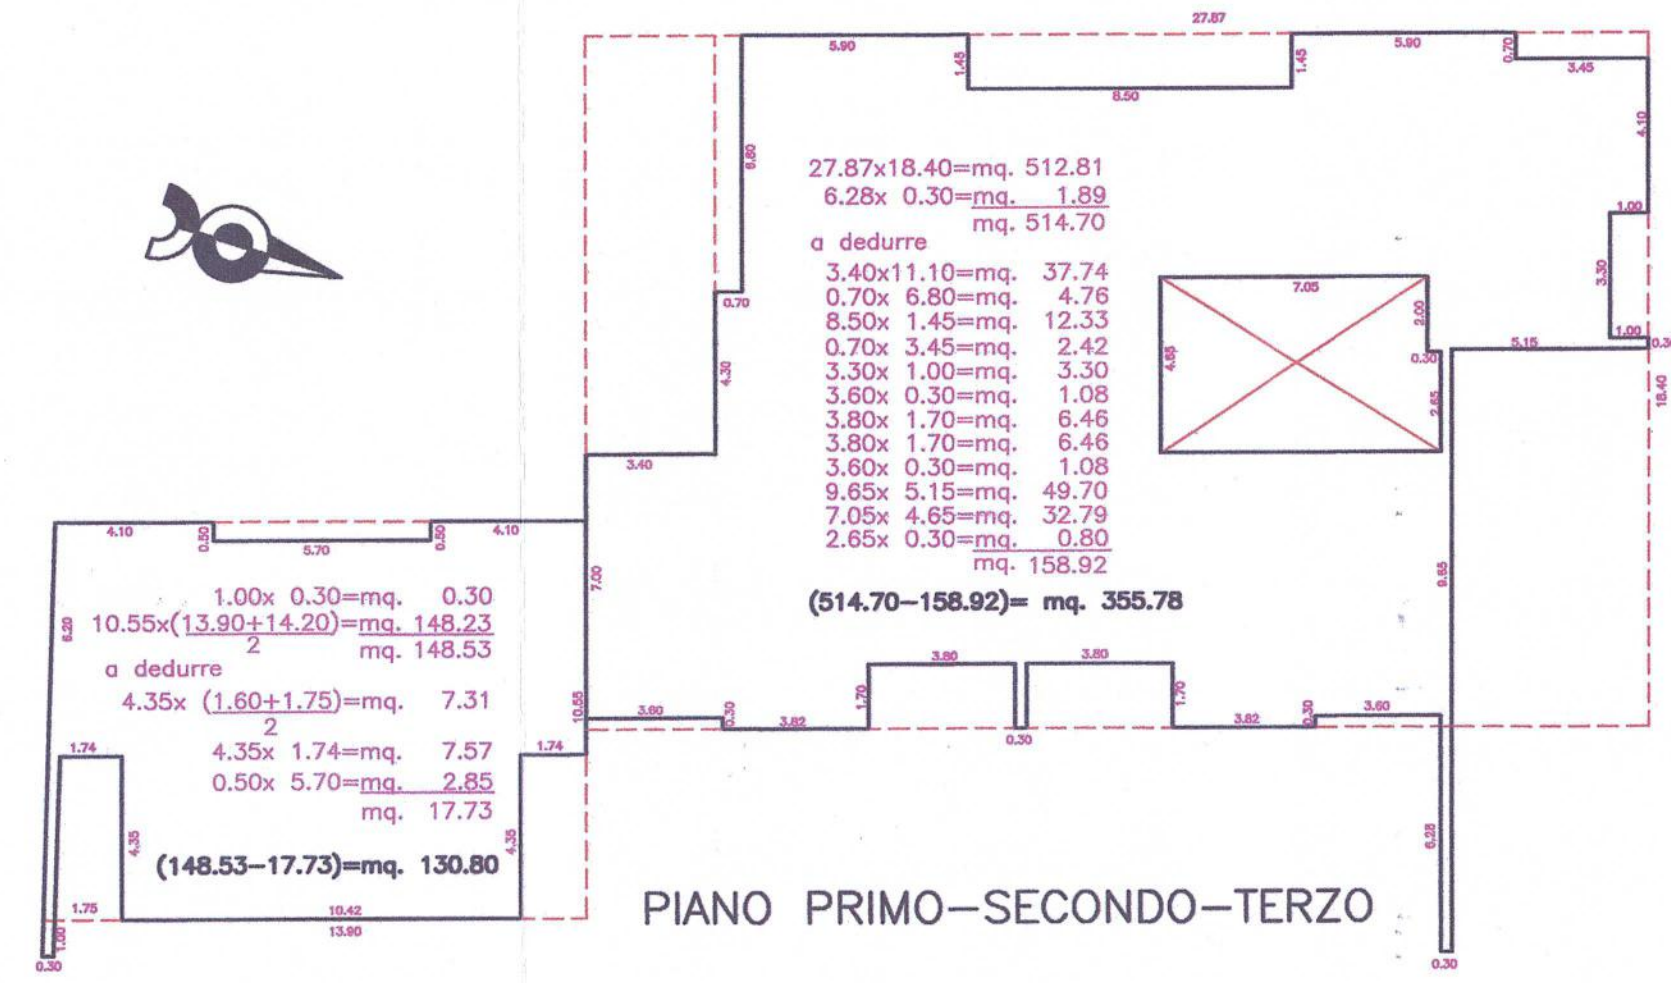 27.87
5.90
1.45
8.50
1.45
5.90
0.70
3.45
4.10
6.80
1.00
3.30
1.00
0.70
4.30
3.40
27.87x18.40=mq. 512.81
6.28x 0.30=mq. 1.89
mq. 514.70
a dedurre
3.40x11.10=mq. 37.74
0.70x 6.80=mq. 4.76
8.50x 1.45=mq. 12.33
0.70x 3.45=mq. 2.42
3.30x 1.00=mq. 3.30
3.60x 0.30=mq. 1.08
3.80x 1.70=mq. 6.46
3.80x 1.70=mq. 6.46
3.60x 0.30=mq. 1.08
9.65x 5.15=mq. 49.70
7.05x 4.65=mq. 32.79
2.65x 0.30=mq. 0.80
mq. 158.92
(514.70-158.92)= mq. 355.78
7.05
2.00
4.65
0.30
2.65
5.15
18.40
9.65
4.10
0.50
5.70
0.50
4.10
7.00
6.20
1.00x 0.30=mq. 0.30
10.55x(13.90+14.20)=mq. 148.23
2
mq. 148.53
a dedurre
4.35x (1.60+1.75)=mq. 7.31
2
4.35x 1.74=mq. 7.57
0.50x 5.70=mq. 2.85
mq. 17.73
(148.53-17.73)=mq. 130.80
1.74
1.74
10.55
4.35
4.35
1.75
10.42
13.90
1.00
0.30
3.60
0.30
3.82
1.70
3.80
0.30
3.80
1.70
3.82
0.30
3.60
6.28
0.30
PIANO PRIMO-SECONDO-TERZO